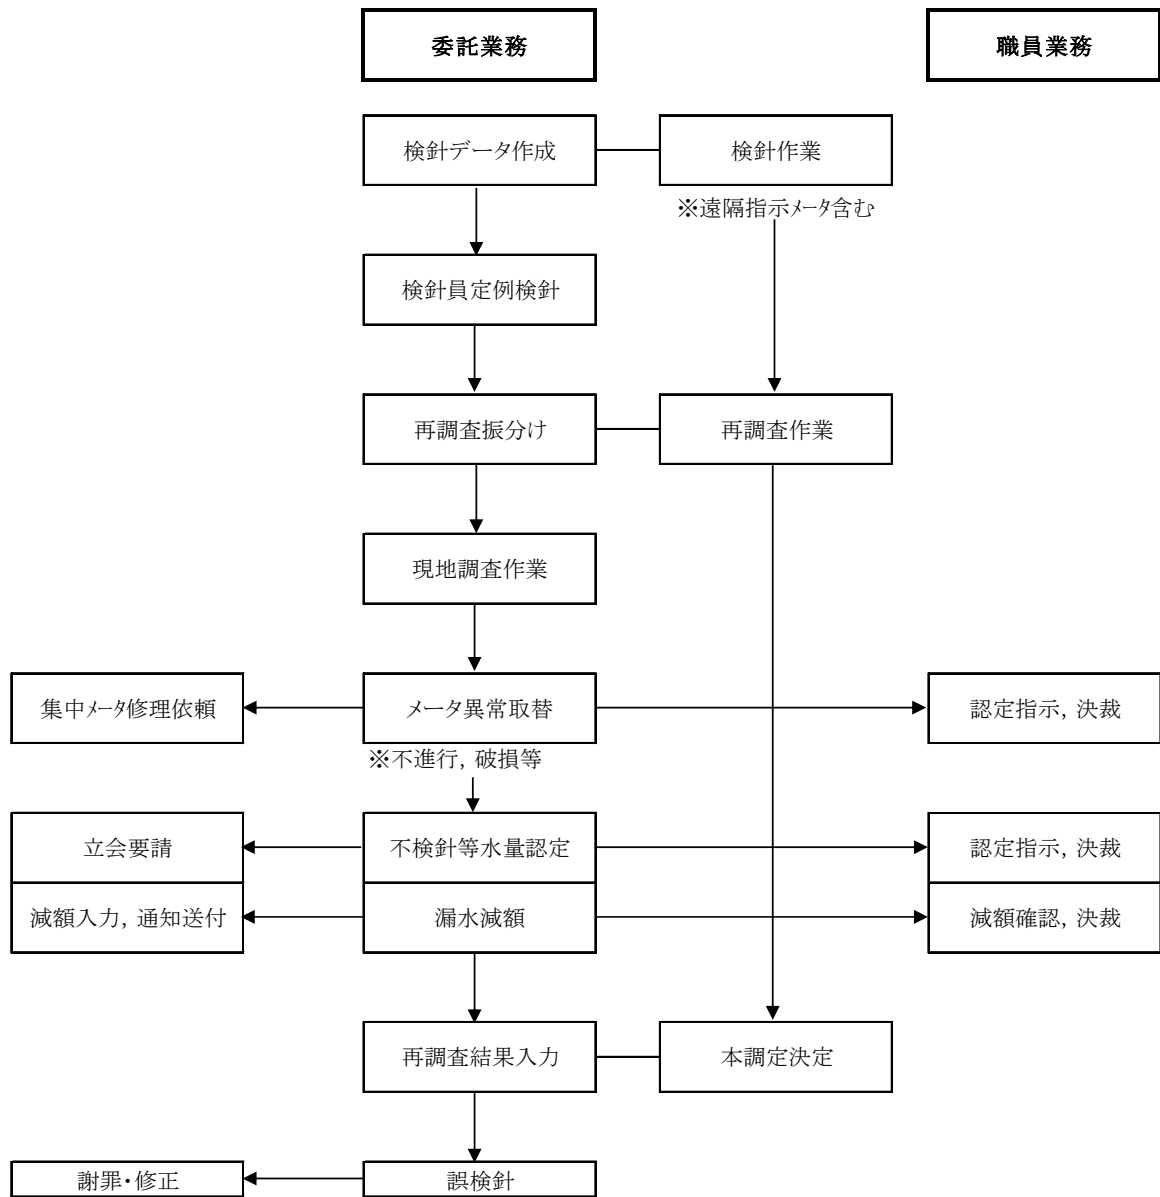 委託業務
職員業務
検針データ作成
検針作業
※遠隔指示メータ含む
検針員定例検針
再調査振分け
再調査作業
現地調査作業
集中メータ修理依頼
メータ異常取替
認定指示, 決裁
※不進行, 破損等
立会要請
不検針等水量認定
認定指示, 決裁
減額入力, 通知送付
漏水減額
減額確認, 決裁
再調査結果入力
本調定決定
謝罪・修正
誤検針